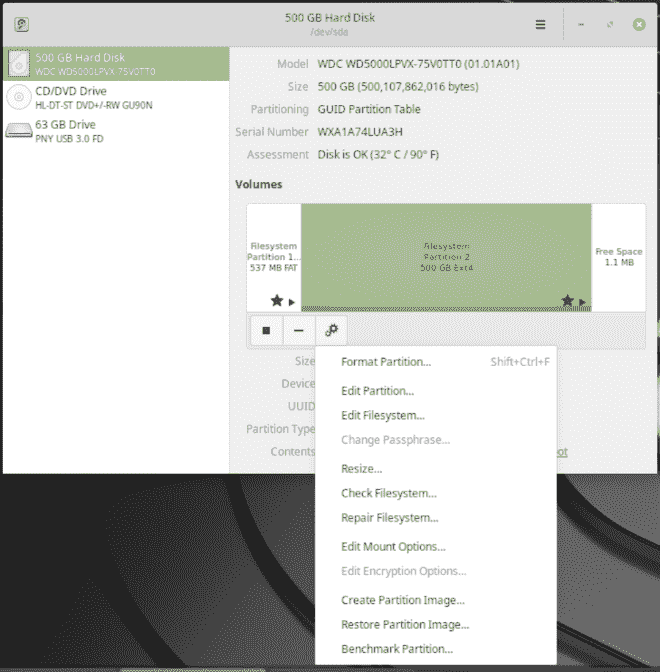 500 GB Hard Disk
/dev/sda
500 GB Hard Disk
WDC WD5000LPVX-75V0TT0
CD/DVD Drive
HL-DT-ST DVD+/-RW GU90N
63 GB Drive
PNY USB 3.0 FD
Model WDC WD5000LPVX-75V0TT0 (01.01A01)
Size 500 GB (500,107,862,016 bytes)
Partitioning GUID Partition Table
Serial Number WXA1A74LUA3H
Assessment Disk is OK (32° C / 90° F)
Volumes
Filesystem
Partition 1...
537 MB FAT
Filesystem
Partition 2
500 GB Ext4
Free Space
1.1 MB
Size
Device
UUID
Partition Type
Contents
ot
Format Partition... Shift+Ctrl+F
Edit Partition...
Edit Filesystem...
Change Passphrase...
Resize...
Check Filesystem...
Repair Filesystem...
Edit Mount Options...
Edit Encryption Options...
Create Partition Image...
Restore Partition Image...
Benchmark Partition...